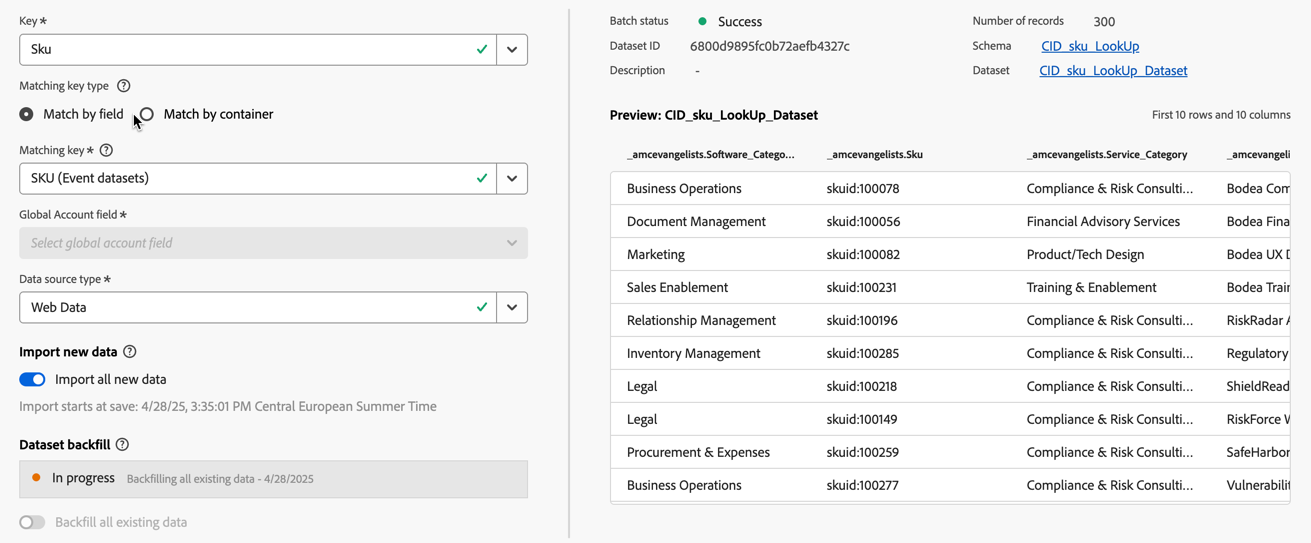 Key *
Sku
Matching key type
Match by field
Match by container
Matching key *
SKU (Event datasets)
Global Account field *
Select global account field
Data source type *
Web Data
Import new data
Import all new data
Import starts at save: 4/28/25, 3:35:01 PM Central European Summer Time
Dataset backfill
In progress Backfilling all existing data - 4/28/2025
Backfill all existing data
Batch status Success Number of records 300
Dataset ID 6800d9895fc0b72aefb4327c Schema CID_sku_LookUp
Description - Dataset CID_sku_LookUp_Dataset
Preview: CID_sku_LookUp_Dataset First 10 rows and 10 columns
_amcevangelists.Software_Catego... _amcevangelists.Sku _amcevangelists.Service_Category _amcevangeli
Business Operations skuid:100078 Compliance & Risk Consulti... Bodea Com
Document Management skuid:100056 Financial Advisory Services Bodea Fina
Marketing skuid:100082 Product/Tech Design Bodea UX D
Sales Enablement skuid:100231 Training & Enablement Bodea Train
Relationship Management skuid:100196 Compliance & Risk Consulti... RiskRadar A
Inventory Management skuid:100285 Compliance & Risk Consulti... Regulatory
Legal skuid:100218 Compliance & Risk Consulti... ShieldRead
Legal skuid:100149 Compliance & Risk Consulti... RiskForce W
Procurement & Expenses skuid:100259 Compliance & Risk Consulti... SafeHarbor
Business Operations skuid:100277 Compliance & Risk Consulti... Vulnerabilit